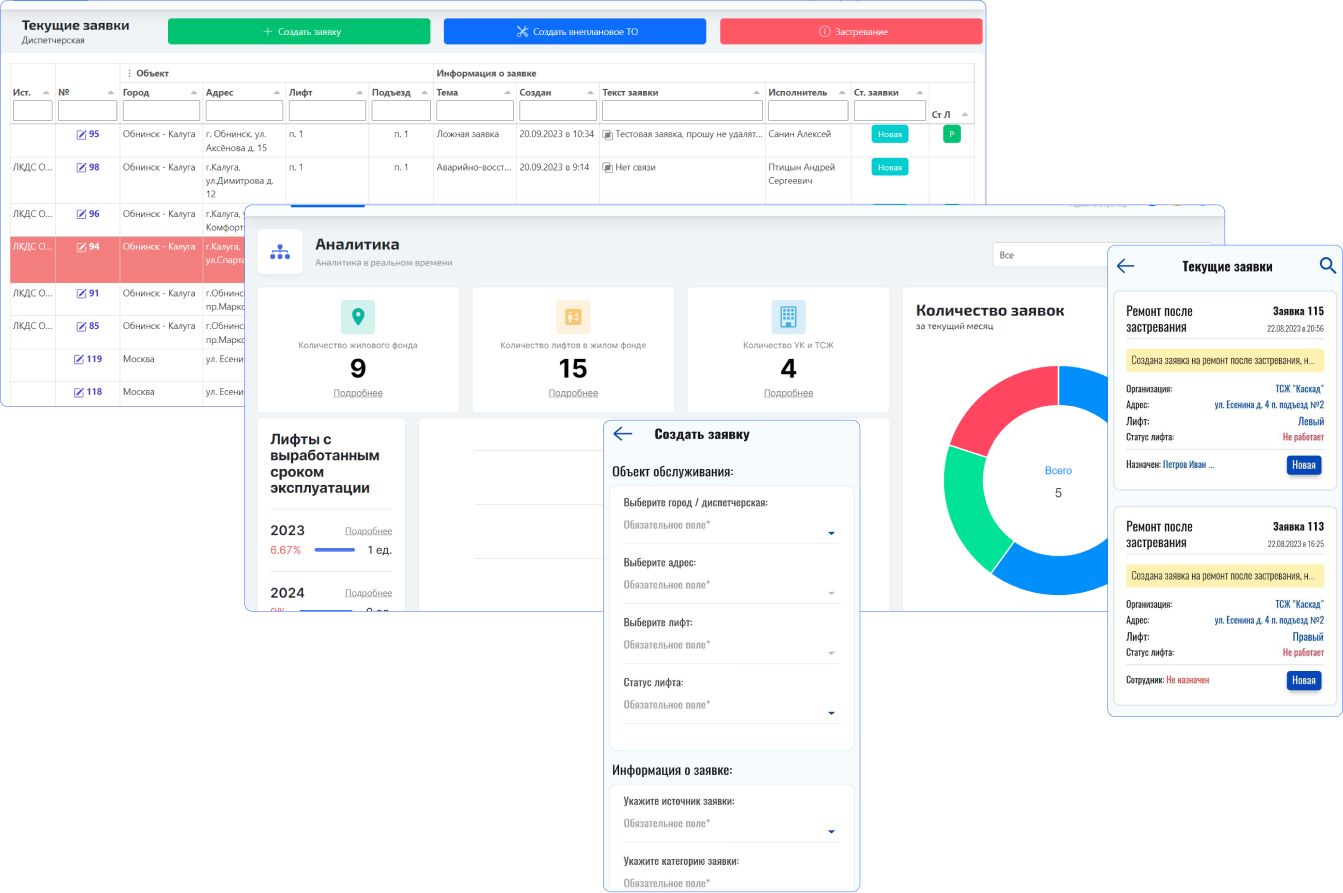 Текущие заявки
Диспетчерская
Создать заявку
Создать внеплановое ТО
Застревание
Объект
Информация о заявке
Ист.
№
Город
Адрес
Лифт
Подъезд
Тема
Создан
Текст заявки
Исполнитель
Ст. заявки
Ст Л
95
Обнинск - Калуга
г. Обнинск, ул.
Аксёнова д. 15
п. 1
п. 1
Ложная заявка
20.09.2023 в 10:34
Тестовая заявка, прошу не удалят...
Санин Алексей
Новая
Р
ЛКДС О...
98
Обнинск - Калуга
г.Калуга,
ул.Димитрова д.
12
п. 1
п. 1
Аварийно-восст...
20.09.2023 в 9:14
Нет связи
Птицын Андрей
Сергеевич
Новая
ЛКДС О...
96
Обнинск - Калуга
г.Калуга,
Комфорт
ЛКДС О...
94
Обнинск - Калуга
г.Калуга,
ул.Спарта
ЛКДС О...
91
Обнинск - Калуга
г.Обнинс
пр.Маркс
ЛКДС О...
85
Обнинск - Калуга
г.Обнинс
пр.Маркс
119
Москва
ул. Есени
118
Москва
ул. Есени
Аналитика
Аналитика в реальном времени
Все
Количество жилового фонда
9
Подробнее
Количество лифтов в жилом фонде
15
Подробнее
Количество УК и ТСЖ
4
Подробнее
Количество заявок
за текущий месяц
Всего
5
Лифты с
выработанным
сроком
эксплуатации
2023
Подробнее
6.67%
1 ед.
2024
Подробнее
Создать заявку
Объект обслуживания:
Выберите город / диспетчерская:
Обязательное поле*
Выберите адрес:
Обязательное поле*
Выберите лифт:
Обязательное поле*
Статус лифта:
Обязательное поле*
Информация о заявке:
Укажите источник заявки:
Обязательное поле*
Укажите категорию заявки:
Обязательное поле*
Текущие заявки
Ремонт после
застревания
Заявка 115
22.08.2023 в 20:56
Создана заявка на ремонт после застревания, н...
Организация:
ТСЖ "Каскад"
Адрес:
ул. Есенина д. 4 п. подъезд №2
Лифт:
Левый
Статус лифта:
Не работает
Назначен: Петров Иван ...
Новая
Ремонт после
застревания
Заявка 113
22.08.2023 в 16:25
Создана заявка на ремонт после застревания, н...
Организация:
ТСЖ "Каскад"
Адрес:
ул. Есенина д. 4 п. подъезд №2
Лифт:
Правый
Статус лифта:
Не работает
Сотрудник: Не назначен
Новая